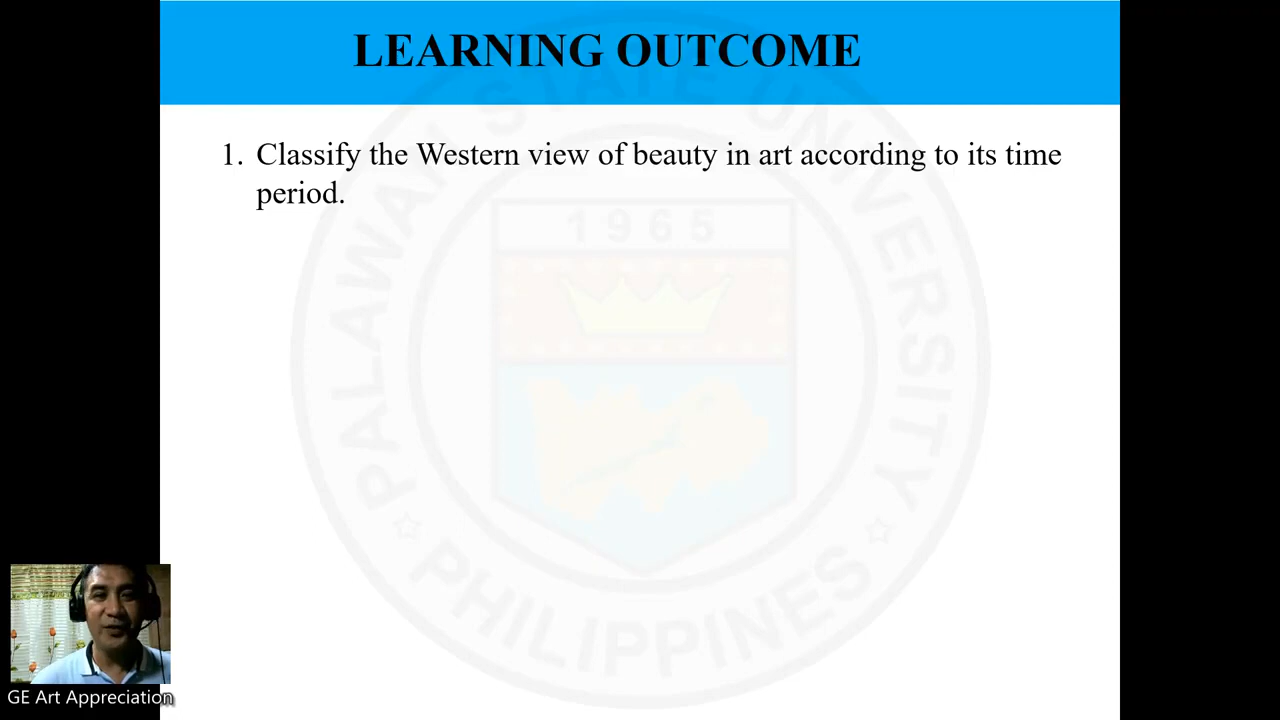 LEARNING OUTCOME
1. Classify the Western view of beauty in art according to its time
period.
PALAWAN STATE UNIVERSITY
1965
PHILIPPINES
GE Art Appreciation